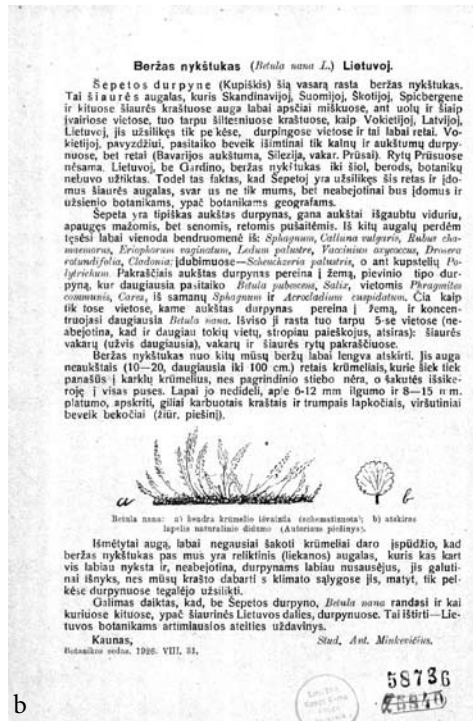 Beržas nykštukas (Betula nana L.) Lietuvoj.
Šepetos durpyne (Kupiškis) šią vasarą rasta beržas nykštukas.
Tai šiaurės augalas, kuris Skandinavijoj, Suomijoj, Škotijoj, Spicbergene
ir kituose šiaurės kraštuose auga labai apsčiai miškuose, ant uolų ir šiaip
įvairiose vietose, tuo tarpu šiltesniuose kraštuose, kaip Vokietijoj, Latvijoj,
Lietuvoj, jis užsilikęs tik pelkėse, durpingose vietose ir tai labai retai. Vo-
kietijoj, pavyzdžiui, pasitaiko beveik išimtinai tik kalnų ir aukštumų durpy-
nuose, bet retai (Bavarijos aukštuma, Silezija, vakar. Prūsai). Rytų Prūsuose
nėsama. Lietuvoj, be Gardino, beržas nykštukas iki šiol, berods, botanikų
nebuvo užtiktas. Todėl tas faktas, kad Šepetoj yra užsilikęs šis retas ir įdo-
mus šiaurės augalas, svarus ne tik mums, bet neabejotinai bus įdomus ir
užsienio botanikams, ypač botanikams geografams.
Šepeta yra tipiškas aukštas durpynas, gana aukštai išgaubtu viduriu,
apaugęs mažomis, bet senomis, retomis pušaitėmis. Iš kitų augalų perdėm
tęsėsi labai vienoda bendruomenė iš: Sphagnum, Calluna vulgaris, Rubus cha-
maemorus, Eriophorum vaginatum, Ledum palustre, Vaccinium oxycoccus, Drosera
rotundifolia, Cladonia; įdubimuose—Scheuchzeria palustris, o ant kupstelių Po-
lytrichum. Pakraščiais aukštas durpynas pereina į žemą, pievinio tipo dur-
pyną, kur daugiausia pasitaiko Betula pubescens, Salix, vietomis Phragmites
communis, Carex, iš samanų Sphagnum ir Acrocladium cuspidatum. Čia kaip
tik tose vietose, kame aukštas durpynas pereina į žemą, ir koncen-
truojasi daugiausia Betula nana. Išviso ji rasta tuo tarpu 5-se vietose (ne-
abejotina, kad ir daugiau tokių vietų, stropiau paieškojus, atsiras): šiaurės
vakarų (užvis daugiausia), vakarų ir šiaurės rytų pakraščiuose.
Beržas nykštukas nuo kitų mūsų beržų labai lengva atskirti. Jis auga
neaukštais (10—20, daugiausia iki 100 cm.) retais krūmeliais, kurie šiek tiek
panašūs į karklų krūmelius, nes pagrindinio stiebo nėra, o šakutės išsike-
roję į visas puses. Lapai jo nedideli, apie 6-12 mm ilgumo ir 8—15 mm.
platumo, apskriti, giliai karbuotais kraštais ir trumpais lapkočiais, viršutiniai
beveik bekočiai (žiūr. piešinį).
a b
Betula nana: a) bendra krūmelio išvaizda (schematizuota); b) atskiras
lapelis naturalinio didumo (Autoriaus piešinys).
Išmėtytai augą, labai negausiai šakoti krūmeliai daro įspūdžio, kad
beržas nykštukas pas mus yra reliktinis (liekanos) augalas, kuris kas kart
vis labiau nyksta ir, neabejotina, durpynams labiau nusausėjus, jis galuti-
nai išnyks, nes mūsų krašto dabarti s klimato sąlygose jis, matyt, tik pel-
kėse durpynuose tegalėjo užsilikti.
Galimas daiktas, kad, be Šepetos durpyno, Betula nana randasi ir kai
kuriuose kituose, ypač šiaurinės Lietuvos dalies, durpynuose. Tai ištirti—Lie-
tuvos botanikams artimiausios ateities uždavinys.
Kaunas, Stud. Ant. Minkevičius.
Botanikos sodas. 1926. VIII. 31.
58736
b